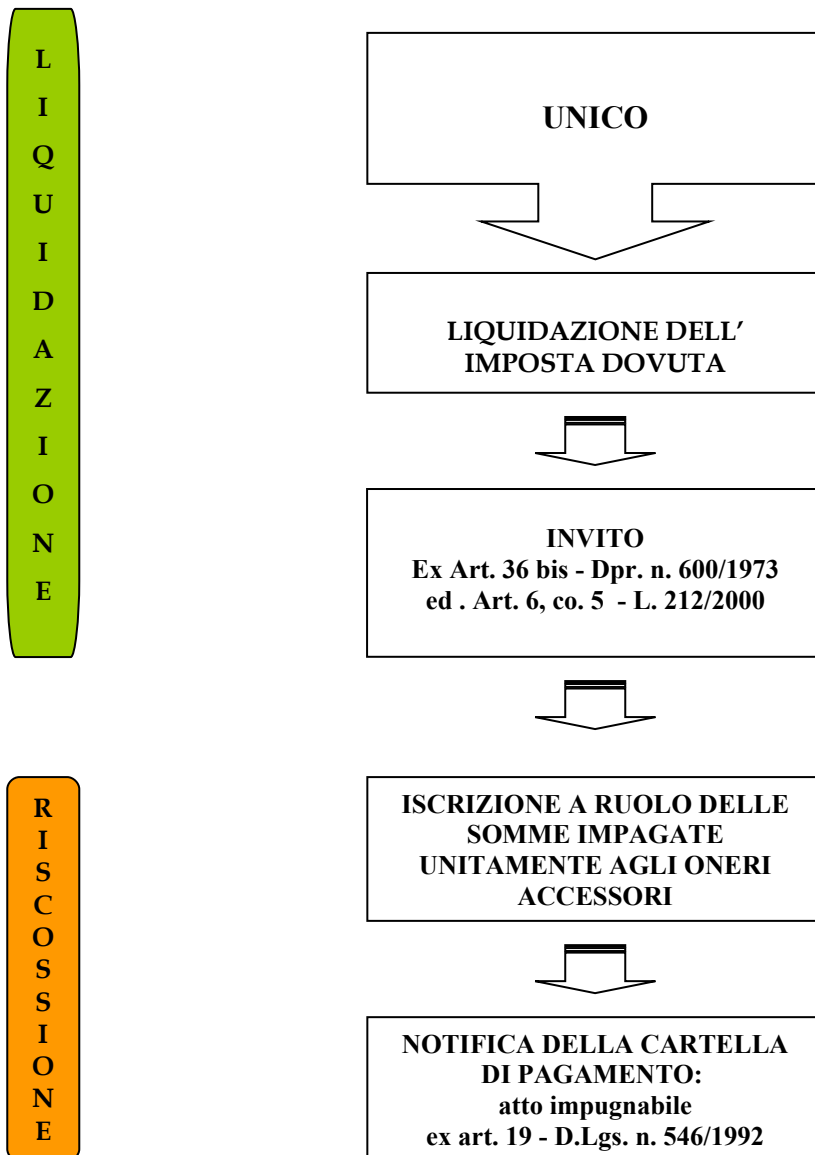 LIQUIDAZIONE
UNICO
LIQUIDAZIONE DELL’
IMPOSTA DOVUTA
INVITO
Ex Art. 36 bis - Dpr. n. 600/1973
ed . Art. 6, co. 5 - L. 212/2000
RISCOSSIONE
ISCRIZIONE A RUOLO DELLE
SOMME IMPAGATE
UNITAMENTE AGLI ONERI
ACCESSORI
NOTIFICA DELLA CARTELLA
DI PAGAMENTO:
atto impugnabile
ex art. 19 - D.Lgs. n. 546/1992